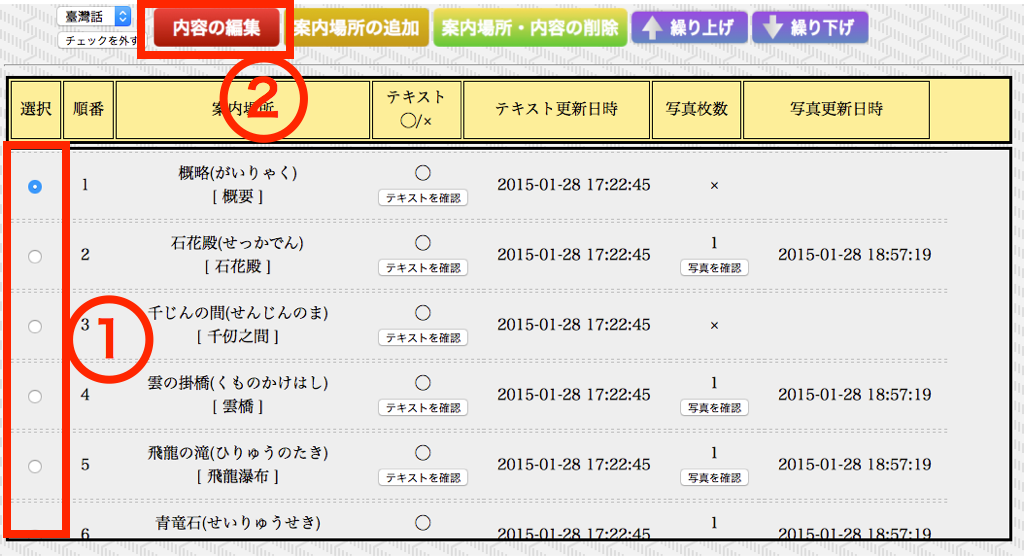 臺灣話
チェックを外す
内容の編集
案内場所の追加
案内場所・内容の削除
繰り上げ
繰り下げ
②
選択
順番
案内場所
テキスト
◯/×
テキスト更新日時
写真枚数
写真更新日時
①
1
概略(がいりゃく)
[ 概要 ]
◯
テキストを確認
2015-01-28 17:22:45
×
2
石花殿(せっかでん)
[ 石花殿 ]
◯
テキストを確認
2015-01-28 17:22:45
1
写真を確認
2015-01-28 18:57:19
3
千じんの間(せんじんのま)
[ 千仞之間 ]
◯
テキストを確認
2015-01-28 17:22:45
×
4
雲の掛橋(くものかけはし)
[ 雲橋 ]
◯
テキストを確認
2015-01-28 17:22:45
1
写真を確認
2015-01-28 18:57:19
5
飛龍の滝(ひりゅうのたき)
[ 飛龍瀑布 ]
◯
テキストを確認
2015-01-28 17:22:45
1
写真を確認
2015-01-28 18:57:19
6
青竜石(せいりゅうせき)
◯
2015-01-28 17:22:45
1
2015-01-28 18:57:19